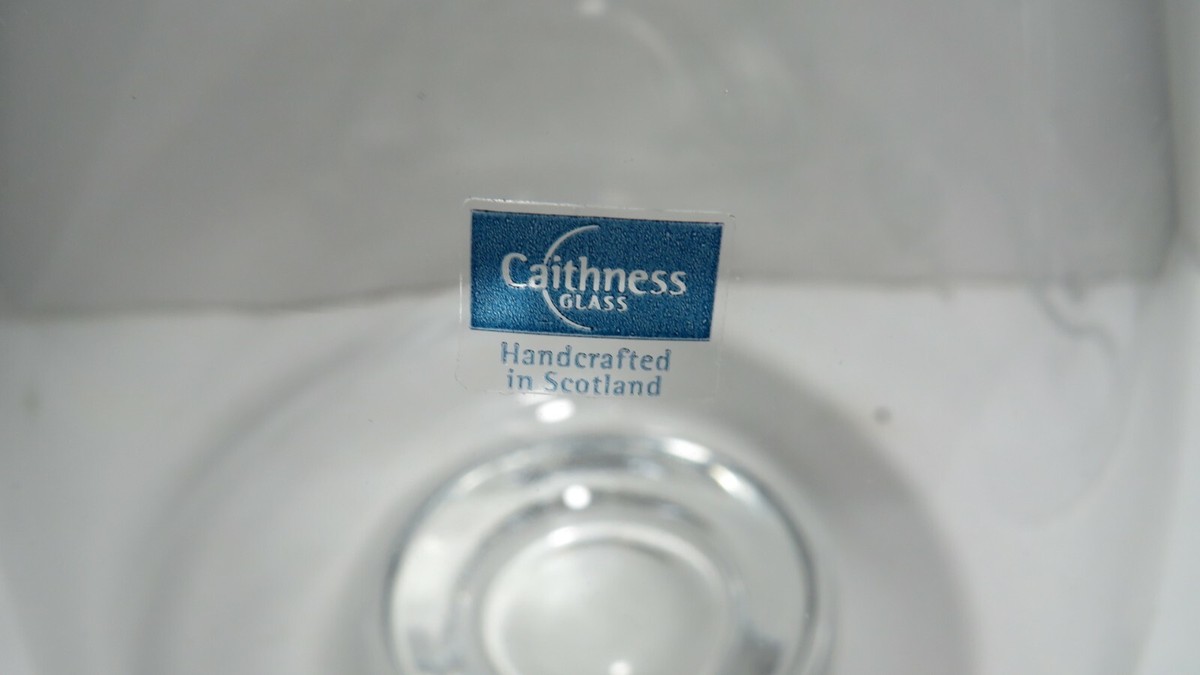 Caithness
GLASS
Handcrafted
in Scotland